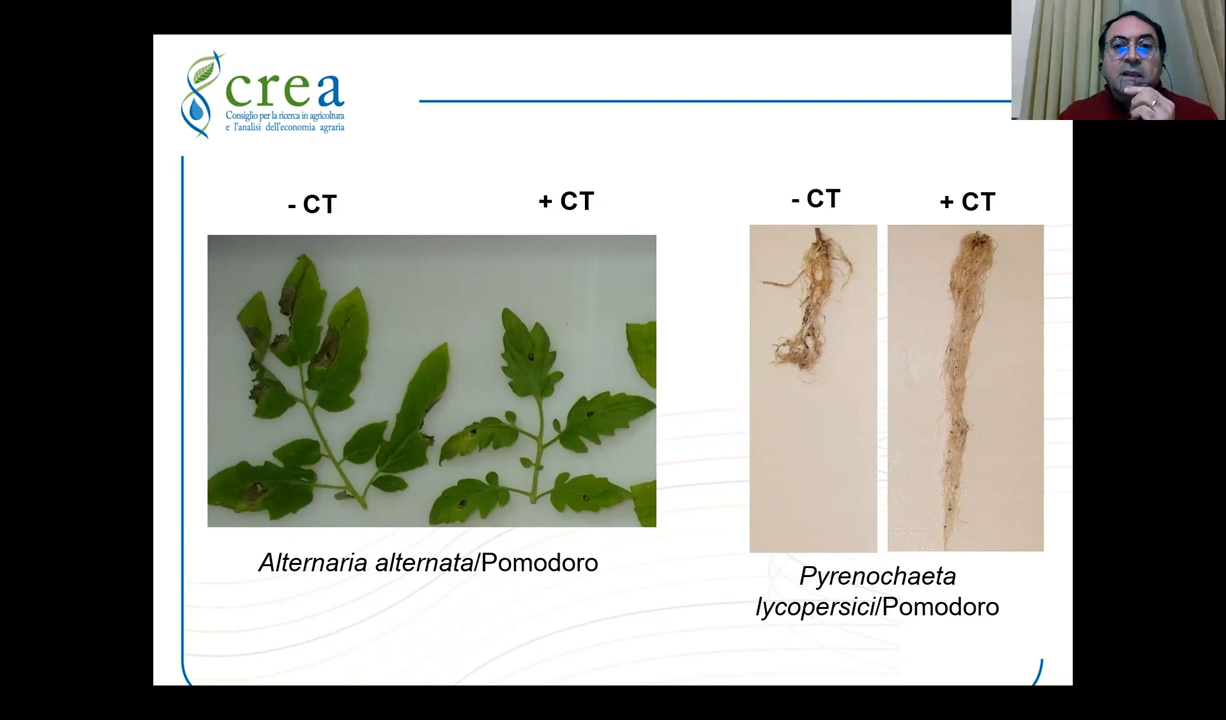 crea
Consiglio per la ricerca in agricoltura
e l'analisi dell'economia agraria
- CT
+ CT
- CT
+ CT
Alternaria alternata/Pomodoro
Pyrenochaeta
lycopersici/Pomodoro